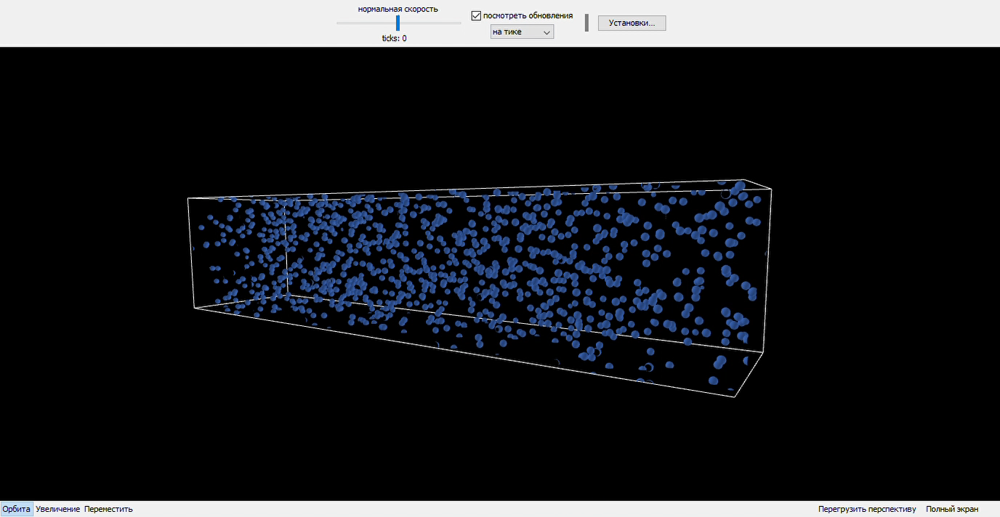 нормальная скорость
ticks: 0
посмотреть обновления
на тике
Установки...
Орбита Увеличение Переместить
Перегрузить перспективу Полный экран